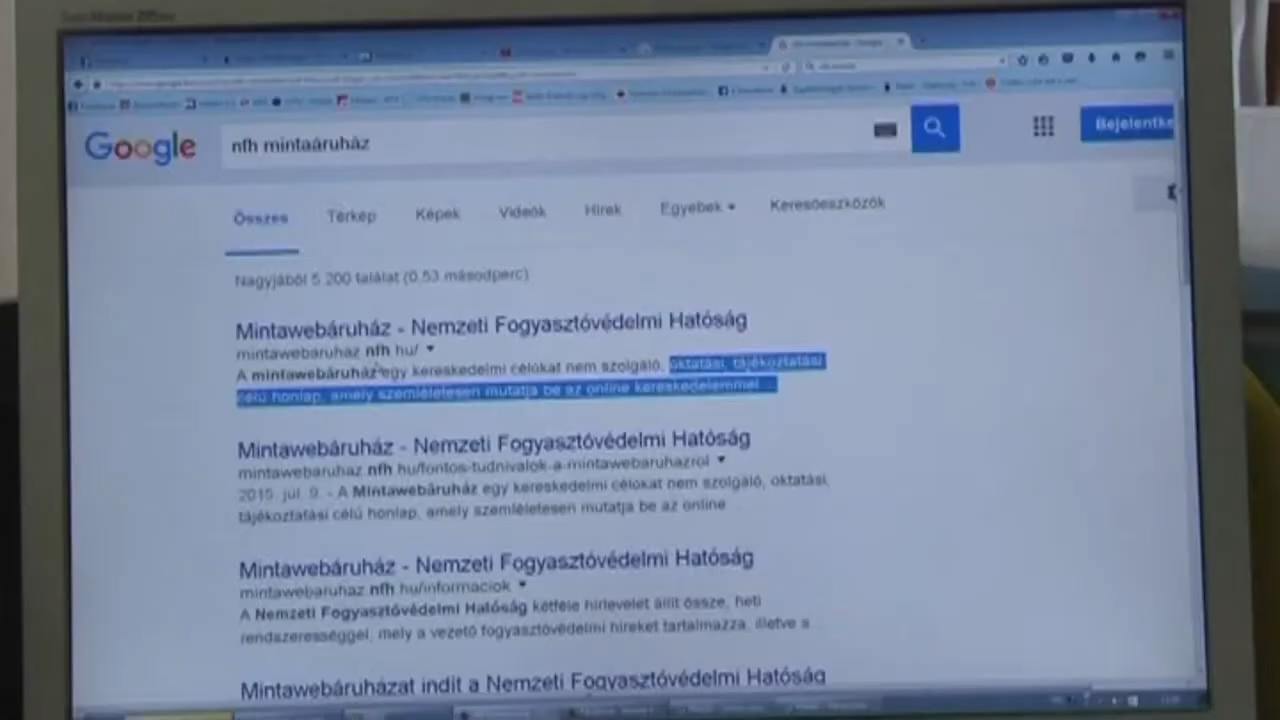 Google
nfh mintaáruház
Bejelentke
Összes Térkép Képek Videók Hírek Egyebek Keresőeszközök
Nagyjából 5 200 találat (0,53 másodperc)
Mintawebáruház - Nemzeti Fogyasztóvédelmi Hatóság
mintawebaruhaz.nfh.hu/
A mintawebáruház egy kereskedelmi célokat nem szolgáló, oktatási, tájékoztatási
célú honlap, amely szemléletesen mutatja be az online kereskedelemmel ...
Mintawebáruház - Nemzeti Fogyasztóvédelmi Hatóság
mintawebaruhaz.nfh.hu/fontos-tudnivalok-a-mintawebaruhazrol
2015. júl. 9. - A Mintawebáruház egy kereskedelmi célokat nem szolgáló, oktatási,
tájékoztatási célú honlap, amely szemléletesen mutatja be az online
Mintawebáruház - Nemzeti Fogyasztóvédelmi Hatóság
mintawebaruhaz.nfh.hu/informaciok
A Nemzeti Fogyasztóvédelmi Hatóság kétféle hírlevelet állít össze, heti
rendszerességgel, mely a vezető fogyasztóvédelmi híreket tartalmazza, illetve a ...
Mintawebáruházat indít a Nemzeti Fogyasztóvédelmi Hatóság